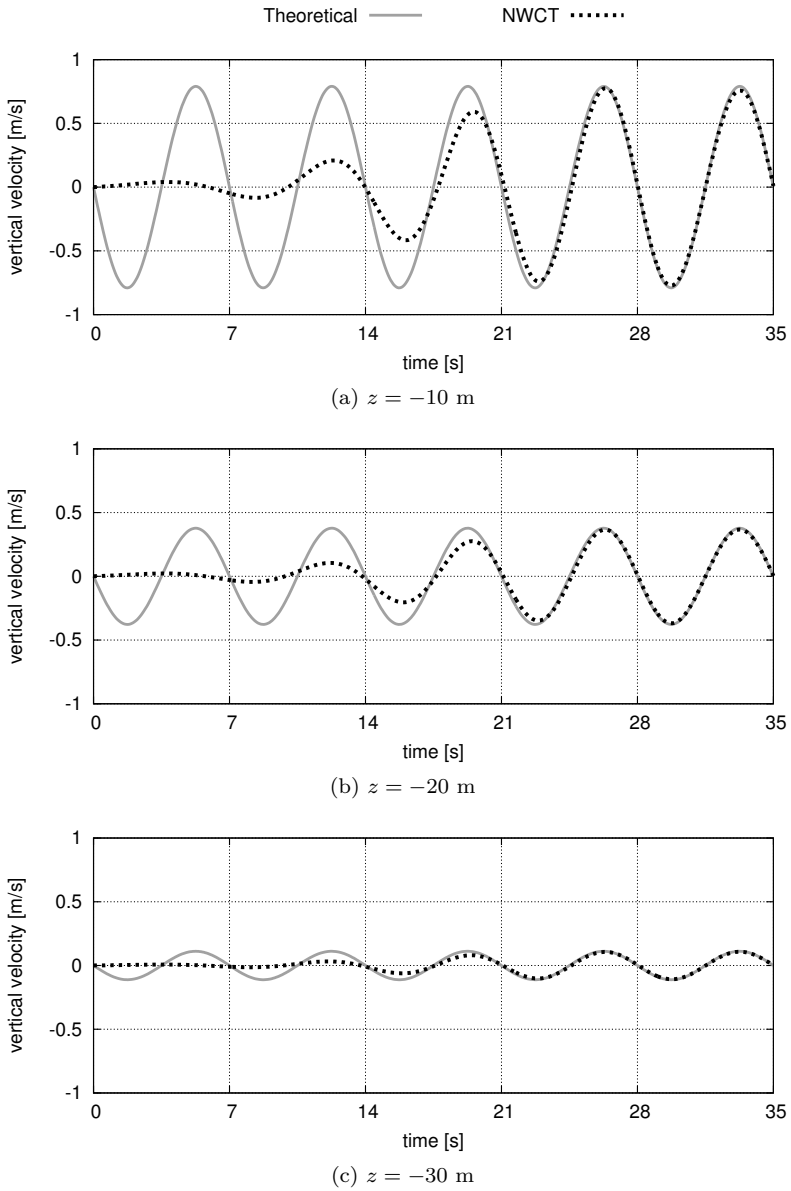 Theoretical NWCT
vertical velocity [m/s]
1
0.5
0
-0.5
-1
0 7 14 21 28 35
time [s]
(a) z = −10 m
vertical velocity [m/s]
1
0.5
0
-0.5
-1
0 7 14 21 28 35
time [s]
(b) z = −20 m
vertical velocity [m/s]
1
0.5
0
-0.5
-1
0 7 14 21 28 35
time [s]
(c) z = −30 m